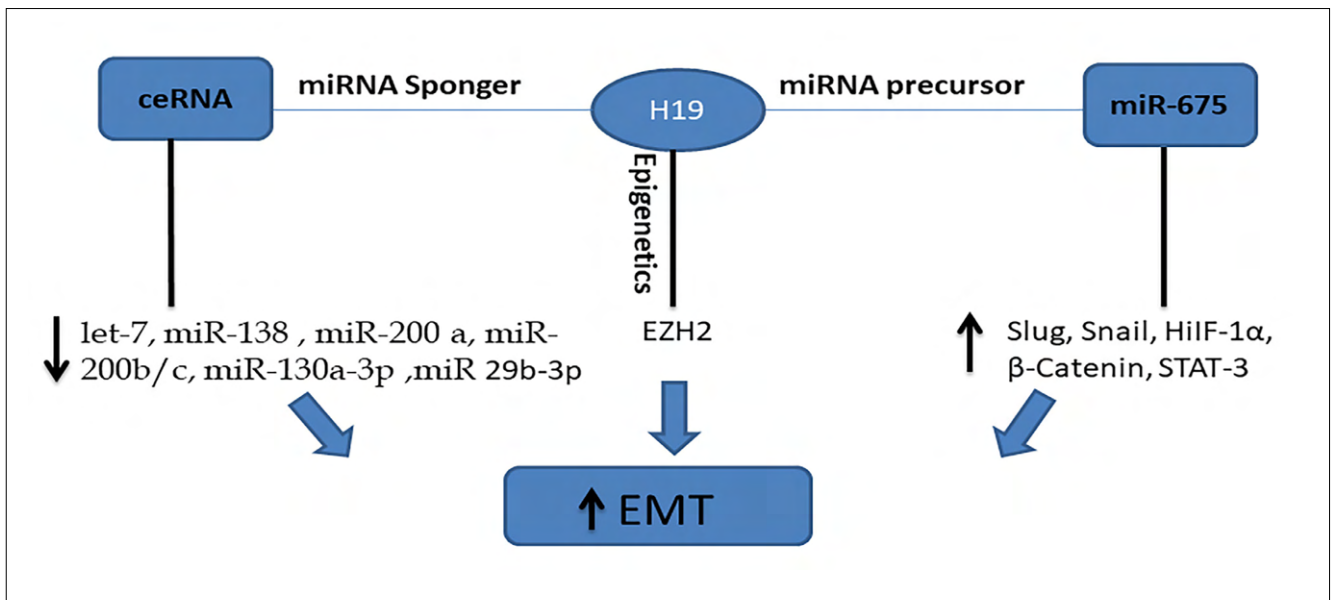 ceRNA
miRNA Sponger
H19
miRNA precursor
miR-675
Epigenetics
let-7, miR-138 , miR-200 a, miR-
200b/c, miR-130a-3p ,miR 29b-3p
EZH2
Slug, Snail, HilF-1α,
β-Catenin, STAT-3
EMT